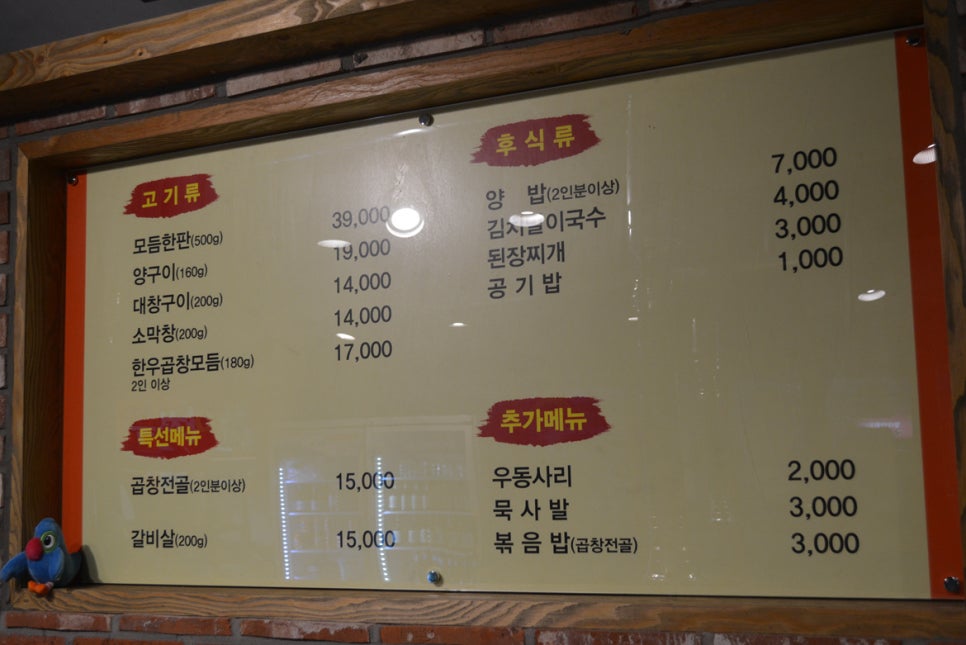 고기류
모듬한판(500g) 39,000
양구이(160g) 19,000
대창구이(200g) 14,000
소막창(200g) 14,000
한우곱창모듬(180g) 17,000
2인 이상
특선메뉴
곱창전골(2인분이상) 15,000
갈비살(200g) 15,000
후식류
양 밥(2인분이상) 7,000
김치말이국수 4,000
된장찌개 3,000
공기밥 1,000
추가메뉴
우동사리 2,000
묵사발 3,000
볶음밥(곱창전골) 3,000